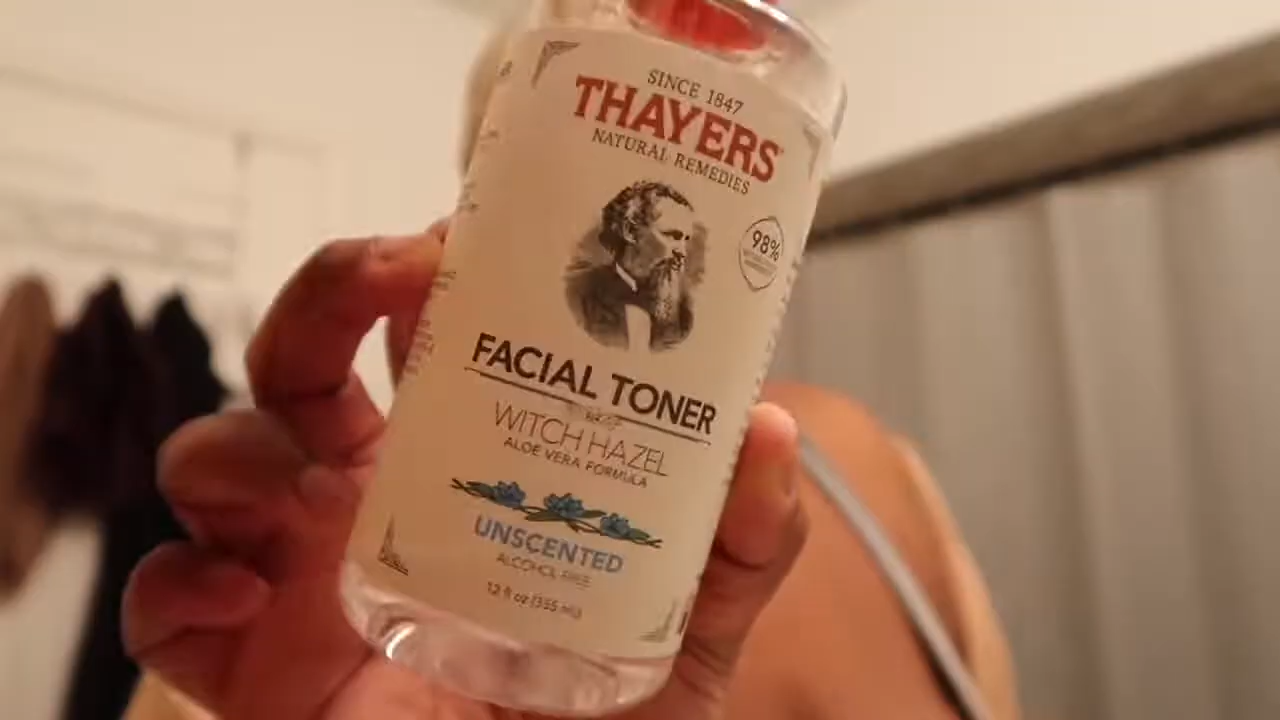 SINCE 1847
THAYERS
NATURAL REMEDIES
98%
FACIAL TONER
WITCH HAZEL
ALOE VERA FORMULA
UNSCENTED
ALCOHOL FREE
12 fl oz (355 mL)